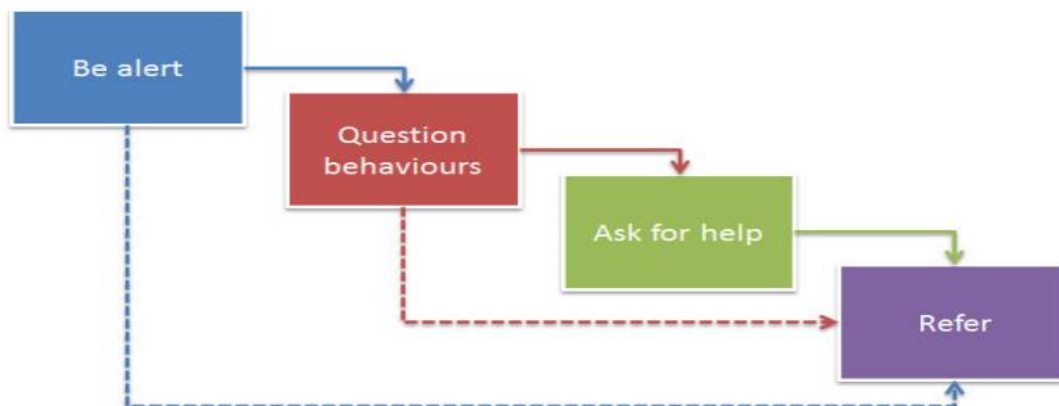 Be alert
Question
behaviours
Ask for help
Refer